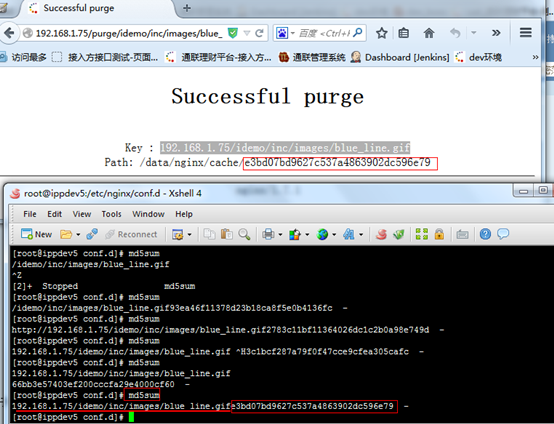 Successful purge
192.168.1.75/purge/idemo/inc/images/blue_
百度 <Ctrl+K>
访问最多
接入方接口测试-页面...
通联理财平台-接入方...
通联管理系统
Dashboard [Jenkins]
dev环境
Successful purge
Key : 192.168.1.75/idemo/inc/images/blue_line.gif
Path: /data/nginx/cache/e3bd07bd9627c537a4863902dc596e79
root@ippdev5:/etc/nginx/conf.d - Xshell 4
File Edit View Tools Window Help
New Reconnect
[root@ippdev5 conf.d]# md5sum
/idemo/inc/images/blue_line.gif
^Z
[2]+ Stopped md5sum
[root@ippdev5 conf.d]# md5sum
/idemo/inc/images/blue_line.gif93ea46f11378d23b18ca8f5e0b4136fc -
[root@ippdev5 conf.d]# md5sum
http://192.168.1.75/idemo/inc/images/blue_line.gif2783c11bf11364026dc1c2b0a98e749d -
[root@ippdev5 conf.d]# md5sum
192.168.1.75/idemo/inc/images/blue_line.gif ^H3c1bcf287a79f0f47cce9cfea305cafc -
[root@ippdev5 conf.d]# md5sum
192.168.1.75/idemo/inc/images/blue_line.gif
66bb3e57403ef200cccfa29e4000cf60 -
[root@ippdev5 conf.d]# md5sum
192.168.1.75/idemo/inc/images/blue_line.gife3bd07bd9627c537a4863902dc596e79 -
[root@ippdev5 conf.d]#